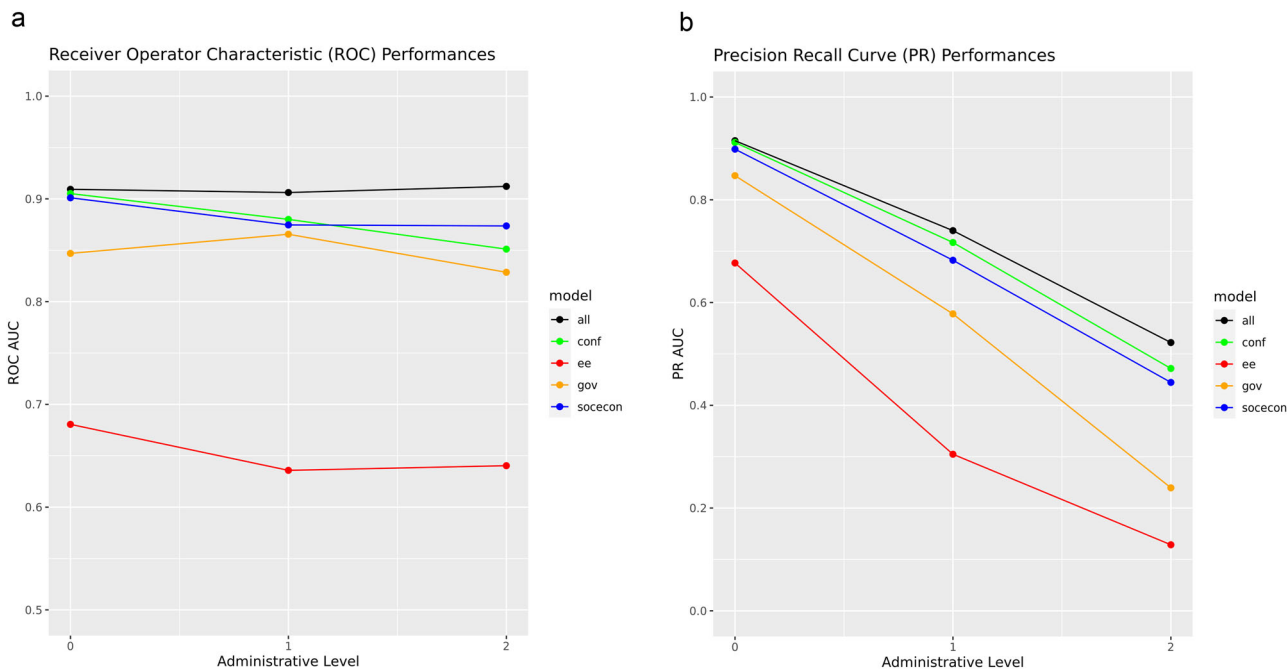 a
Receiver Operator Characteristic (ROC) Performances
1.0
0.9
0.8
0.7
0.6
0.5
ROC AUC
0
1
2
Administrative Level
model
all
conf
ee
gov
socecon
b
Precision Recall Curve (PR) Performances
1.0
0.8
0.6
0.4
0.2
0.0
PR AUC
0
1
2
Administrative Level
model
all
conf
ee
gov
socecon